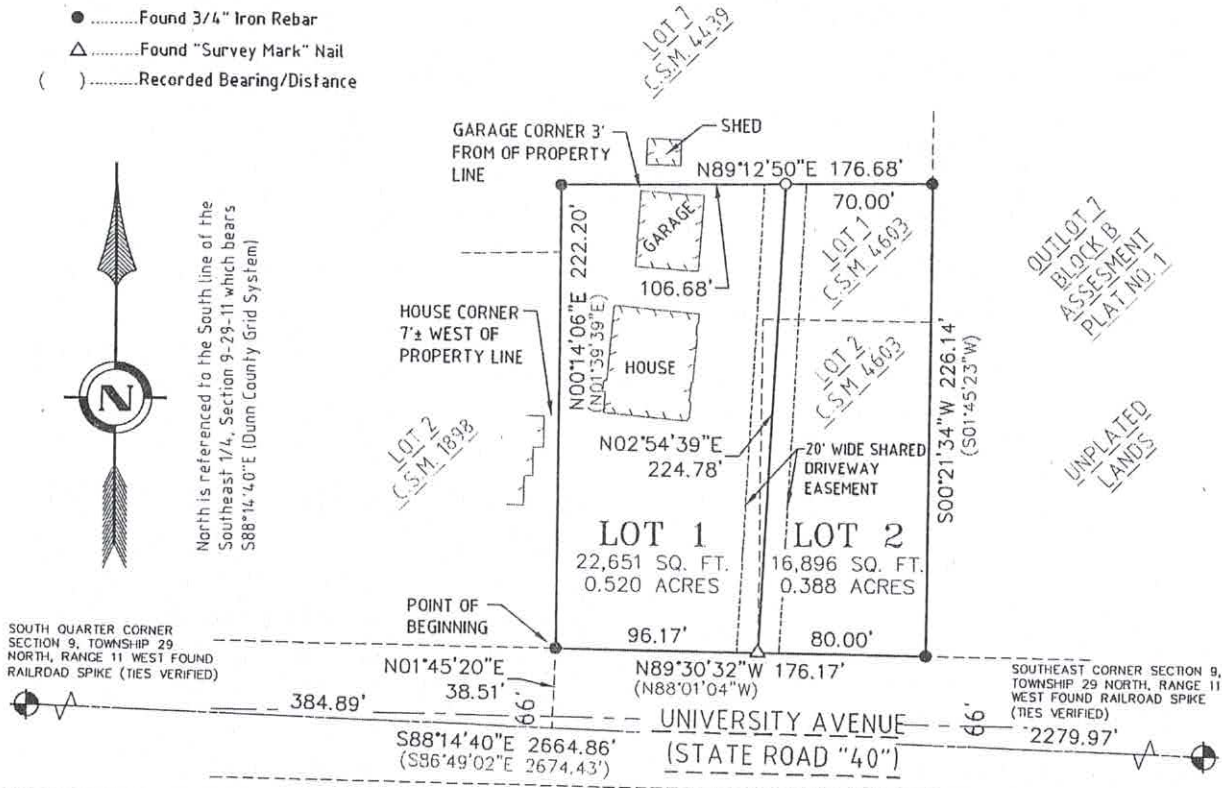 ● .........Found 3/4" Iron Rebar
△ .........Found "Survey Mark" Nail
(   ).........Recorded Bearing/Distance
LOT 7
C.S.M. 4439
GARAGE CORNER 3'
FROM OF PROPERTY
LINE
SHED
N89°12'50"E 176.68'
70.00'
North is referenced to the South line of the
Southeast 1/4, Section 9-29-11 which bears
S88°14'40"E (Dunn County Grid System)
N
N00°14'06"E 222.20'
(N01°39'39"E)
GARAGE
106.68'
LOT 1
C.S.M 4603
OUTLOT 7
BLOCK B
ASSESMENT
PLAT NO. 1
HOUSE CORNER
7'± WEST OF
PROPERTY LINE
HOUSE
LOT 2
C.S.M 4603
S00°21'34"W 226.14'
(S01°45'23"W)
LOT 2
C.S.M. 1898
N02°54'39"E
224.78'
20' WIDE SHARED
DRIVEWAY
EASEMENT
UNPLATED
LANDS
LOT 1
22,651 SQ. FT.
0.520 ACRES
LOT 2
16,896 SQ. FT.
0.388 ACRES
POINT OF
BEGINNING
96.17'
80.00'
SOUTH QUARTER CORNER
SECTION 9, TOWNSHIP 29
NORTH, RANGE 11 WEST FOUND
RAILROAD SPIKE (TIES VERIFIED)
N01°45'20"E
38.51'
N89°30'32"W 176.17'
(N88°01'04"W)
SOUTHEAST CORNER SECTION 9,
TOWNSHIP 29 NORTH, RANGE 11
WEST FOUND RAILROAD SPIKE
(TIES VERIFIED)
384.89'
66'
UNIVERSITY AVENUE
(STATE ROAD "40")
66'
2279.97'
S88°14'40"E 2664.86'
(S86°49'02"E 2674.43')